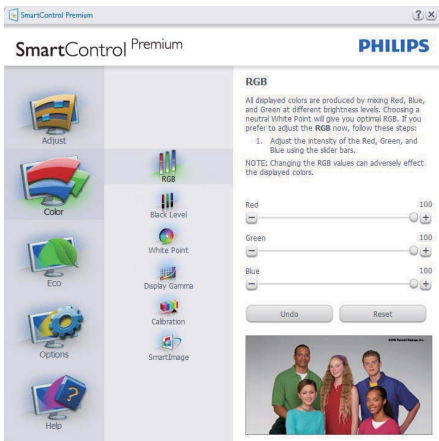 SmartControl Premium
SmartControl Premium
PHILIPS
Adjust
Color
Eco
Options
Help
RGB
Black Level
White Point
Display Gamma
Calibration
SmartImage
RGB
All displayed colors are produced by mixing Red, Blue,
and Green at different brightness levels. Choosing a
neutral White Point will give you optimal RGB. If you
prefer to adjust the RGB now, follow these steps:
1. Adjust the intensity of the Red, Green, and
Blue using the slider bars.
NOTE: Changing the RGB values can adversely effect
the displayed colors.
Red 100
Green 100
Blue 100
Undo Reset